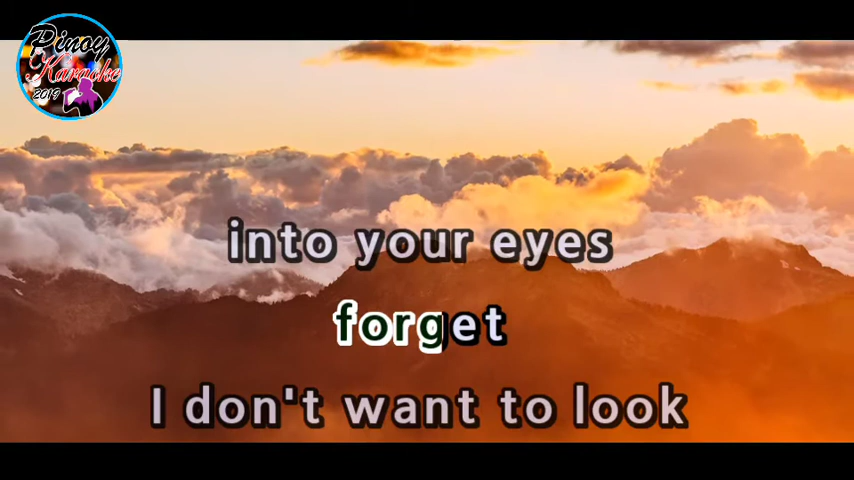 Pinoy
Karaoke
2019
into your eyes
forget
I don't want to look